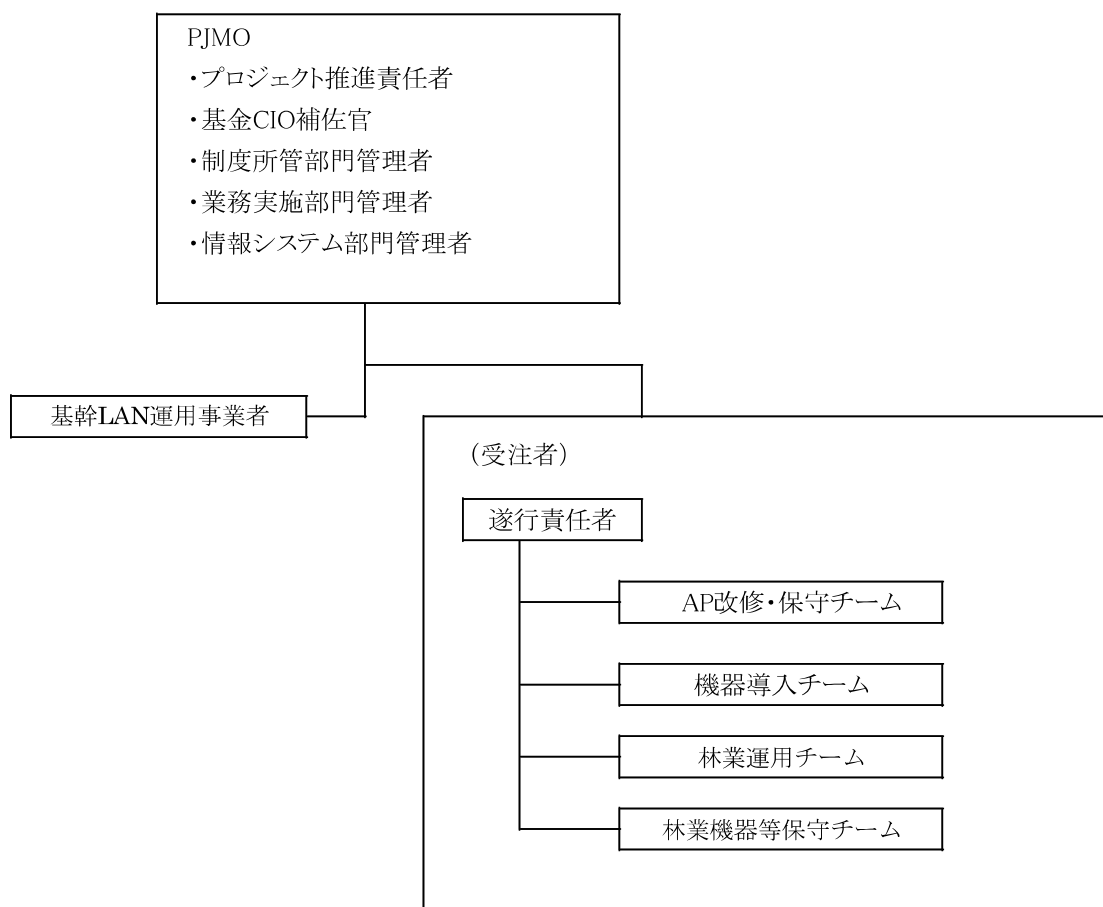 PJMO
・プロジェクト推進責任者
・基金CIO補佐官
・制度所管部門管理者
・業務実施部門管理者
・情報システム部門管理者
基幹LAN運用事業者
（受注者）
遂行責任者
AP改修・保守チーム
機器導入チーム
林業運用チーム
林業機器等保守チーム